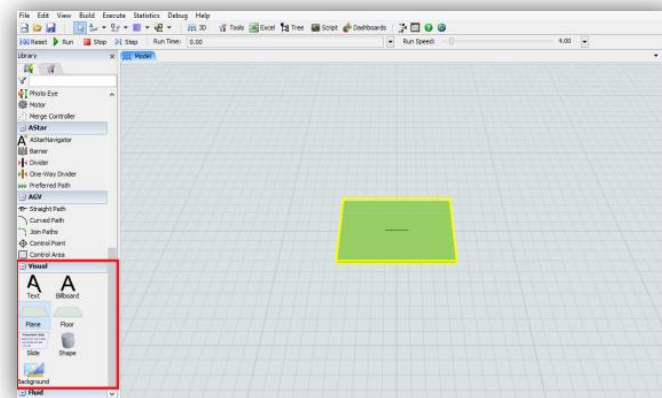 File Edit View Build Execute Statistics Debug Help
3D Tools Excel Tree Script Dashboards
Reset Run Stop Step Run Time: 0.00 Run Speed: 4.00
Library Model
Photo Eye
Motor
Merge Controller
AStar
AStarNavigator
Barrier
Divider
One-Way Divider
Preferred Path
AGV
Straight Path
Curved Path
Join Paths
Control Point
Control Area
Visual
A A
Text Billboard
Plane Floor
Slide Shape
Background
Fluid